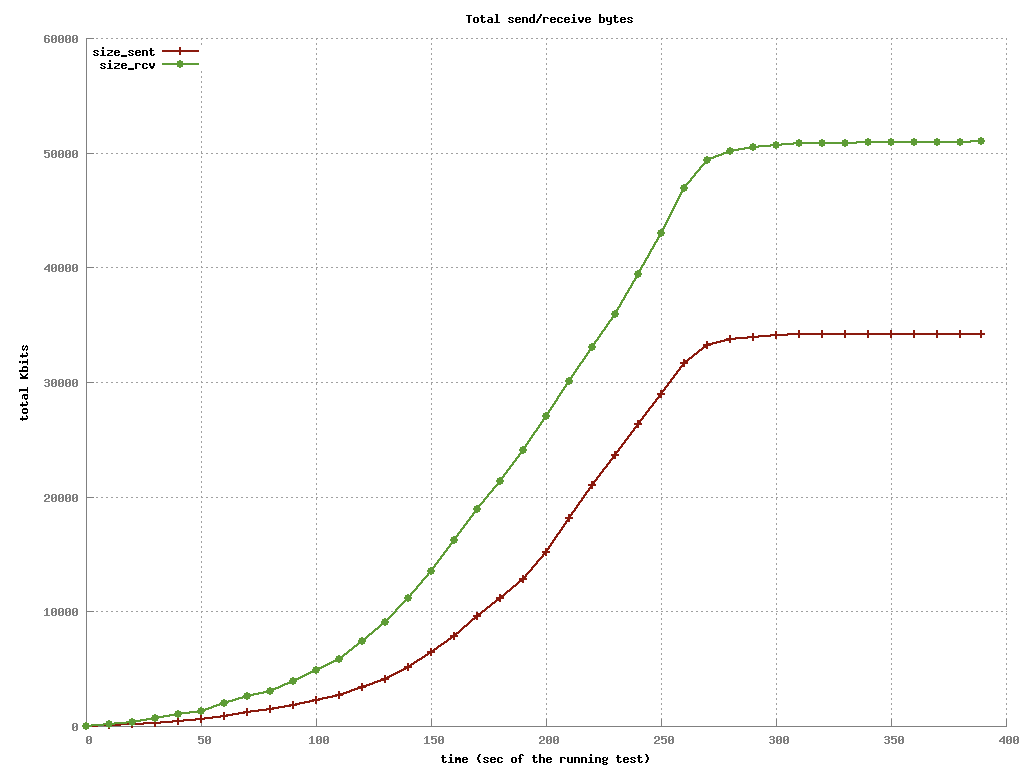 Total send/receive bytes
60000
size_sent
size_rcv
50000
40000
total Kbits
30000
20000
10000
0
0 50 100 150 200 250 300 350 400
time (sec of the running test)